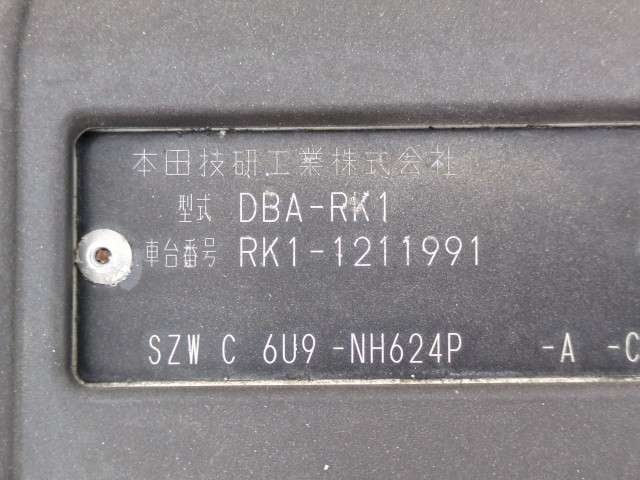 本田技研工業株式会社
型式 DBA-RK1
車台番号 RK1-1211991
SZW C 6U9 -NH624P -A -C